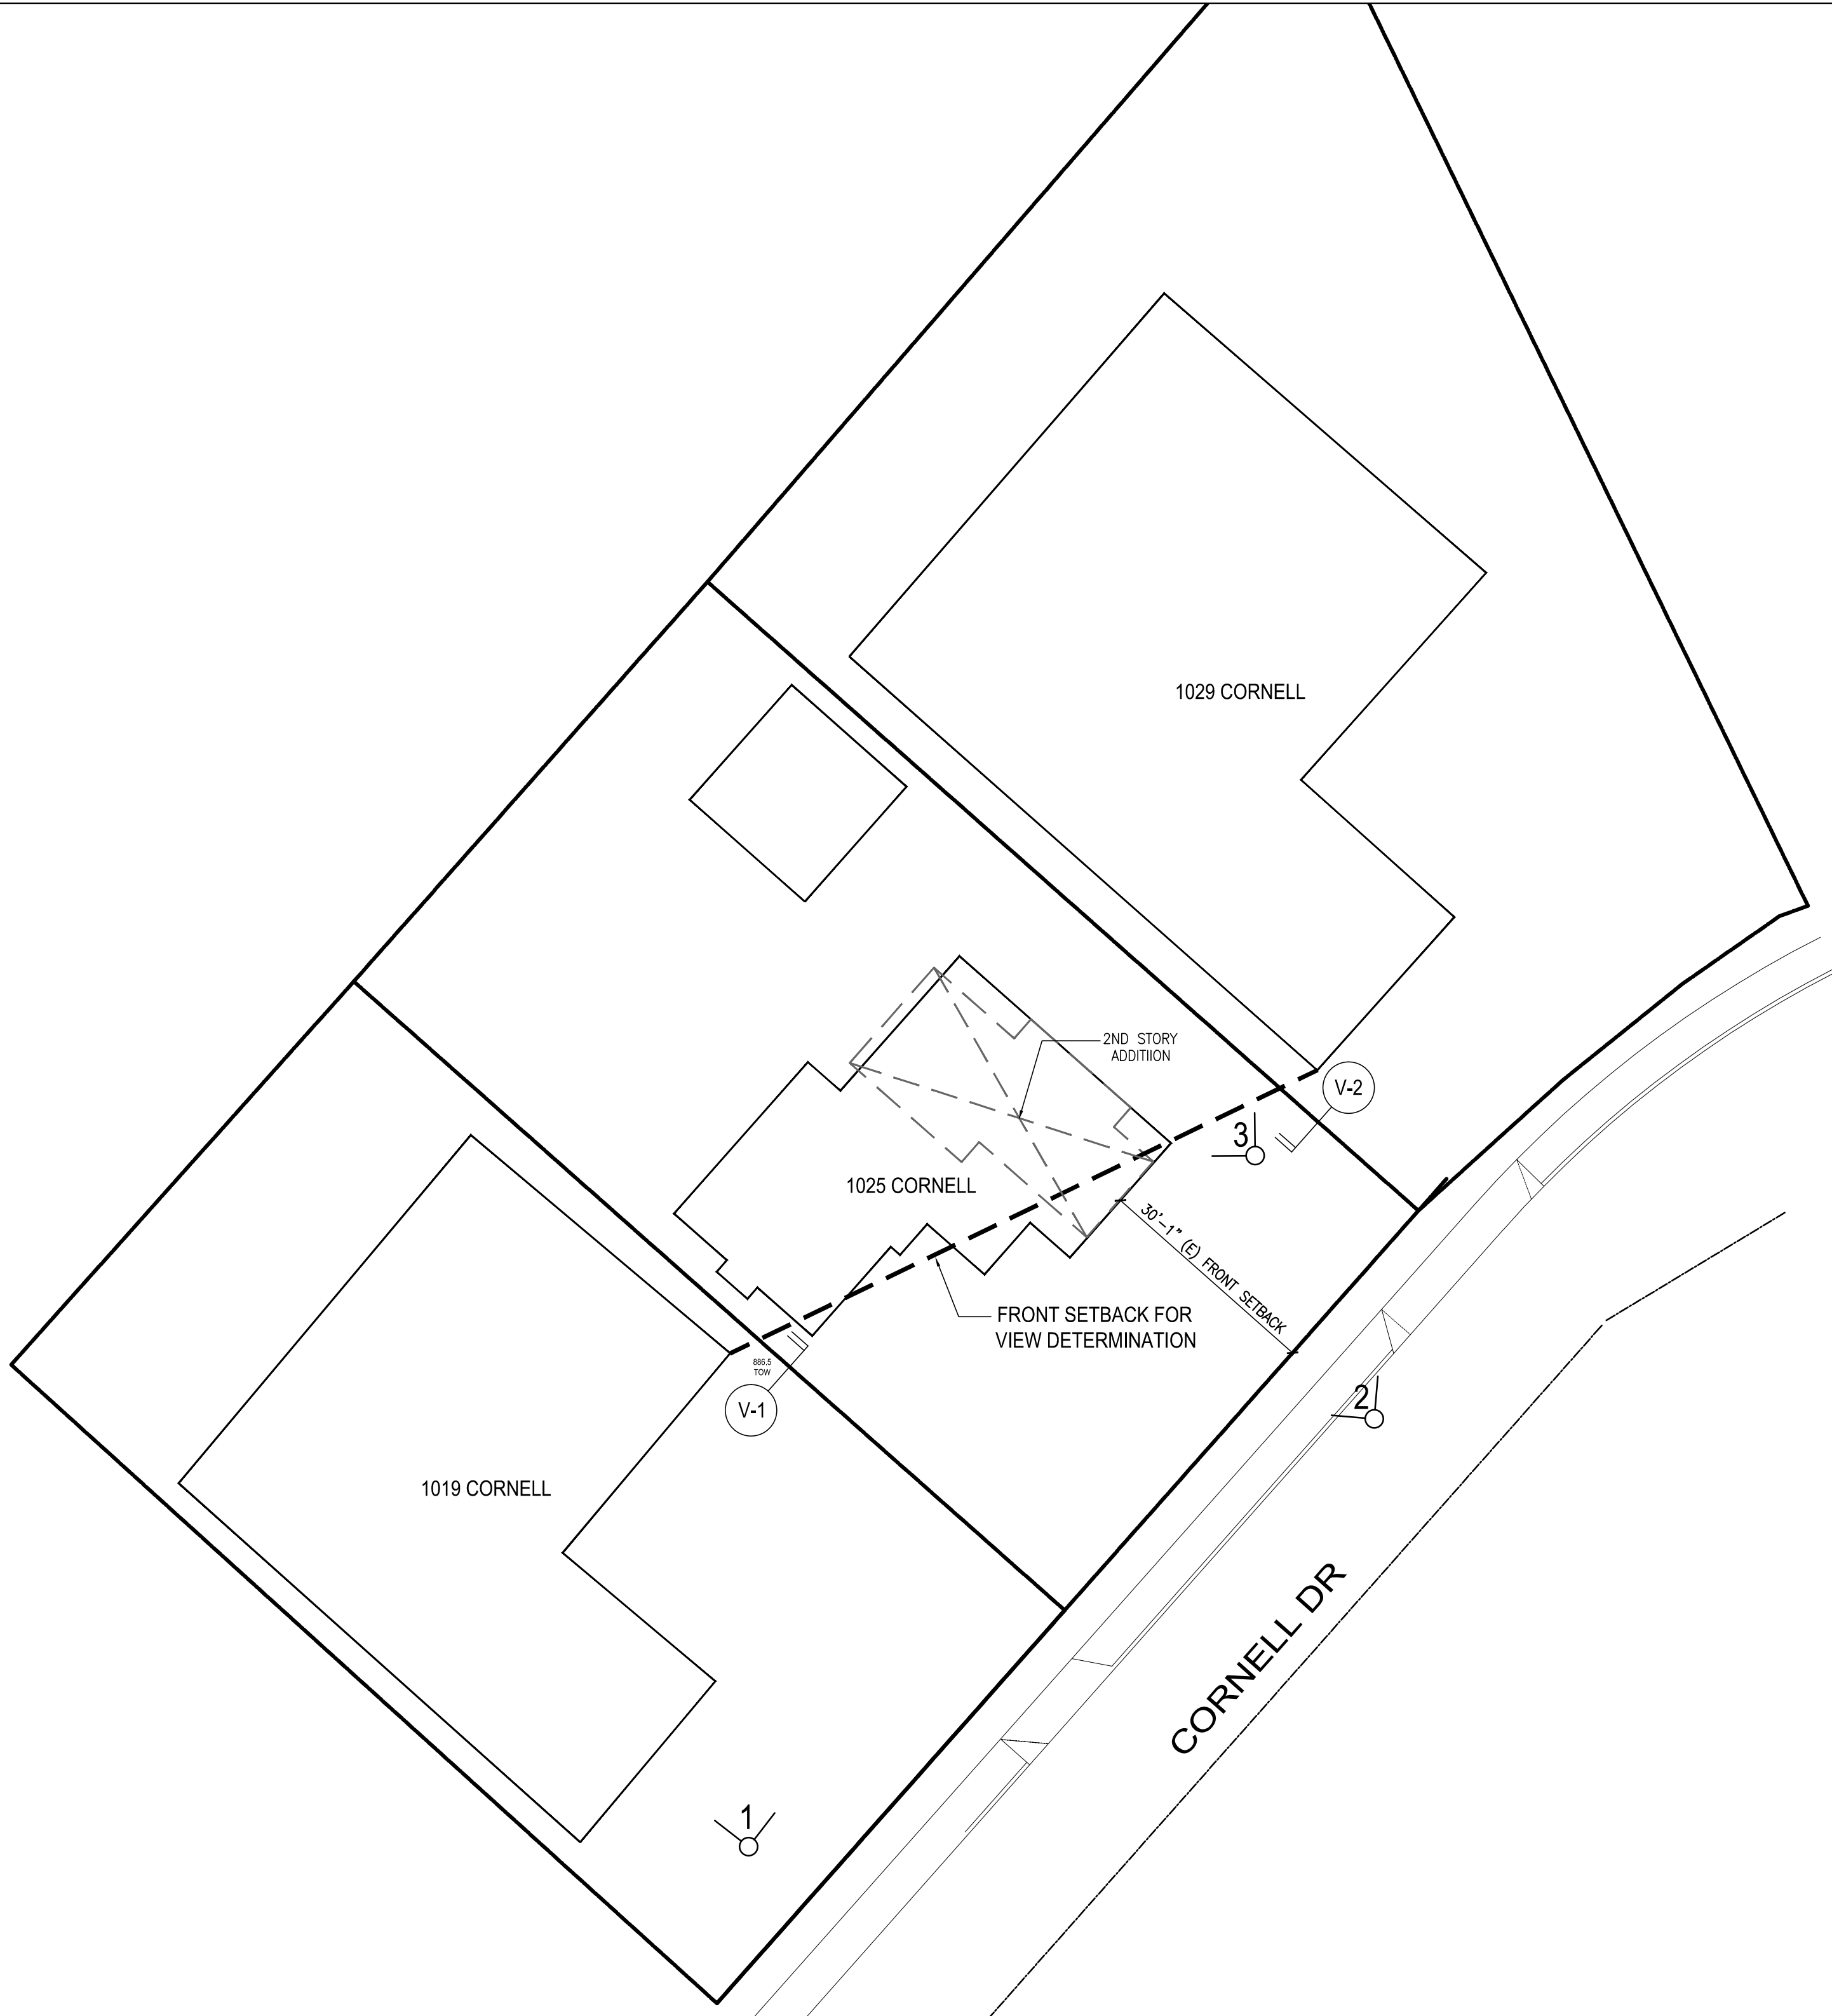 1029 CORNELL
2ND STORY
ADDITIION
V-2
3
1025 CORNELL
30'-1" (E) FRONT SETBACK
FRONT SETBACK FOR
VIEW DETERMINATION
886.5
TOW
V-1
2
1019 CORNELL
CORNELL DR
1